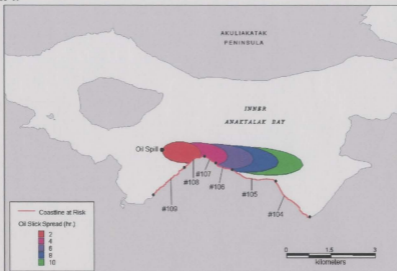 AKULIAKATAK
PENINSULA
INNER
ANAKTALAK BAY
Oil Spill
#107
#108
#106
#105
#109
#104
Coastline at Risk
Oil Slick Spread (hr.)
2
4
6
8
10
0 1.5 3
kilometers